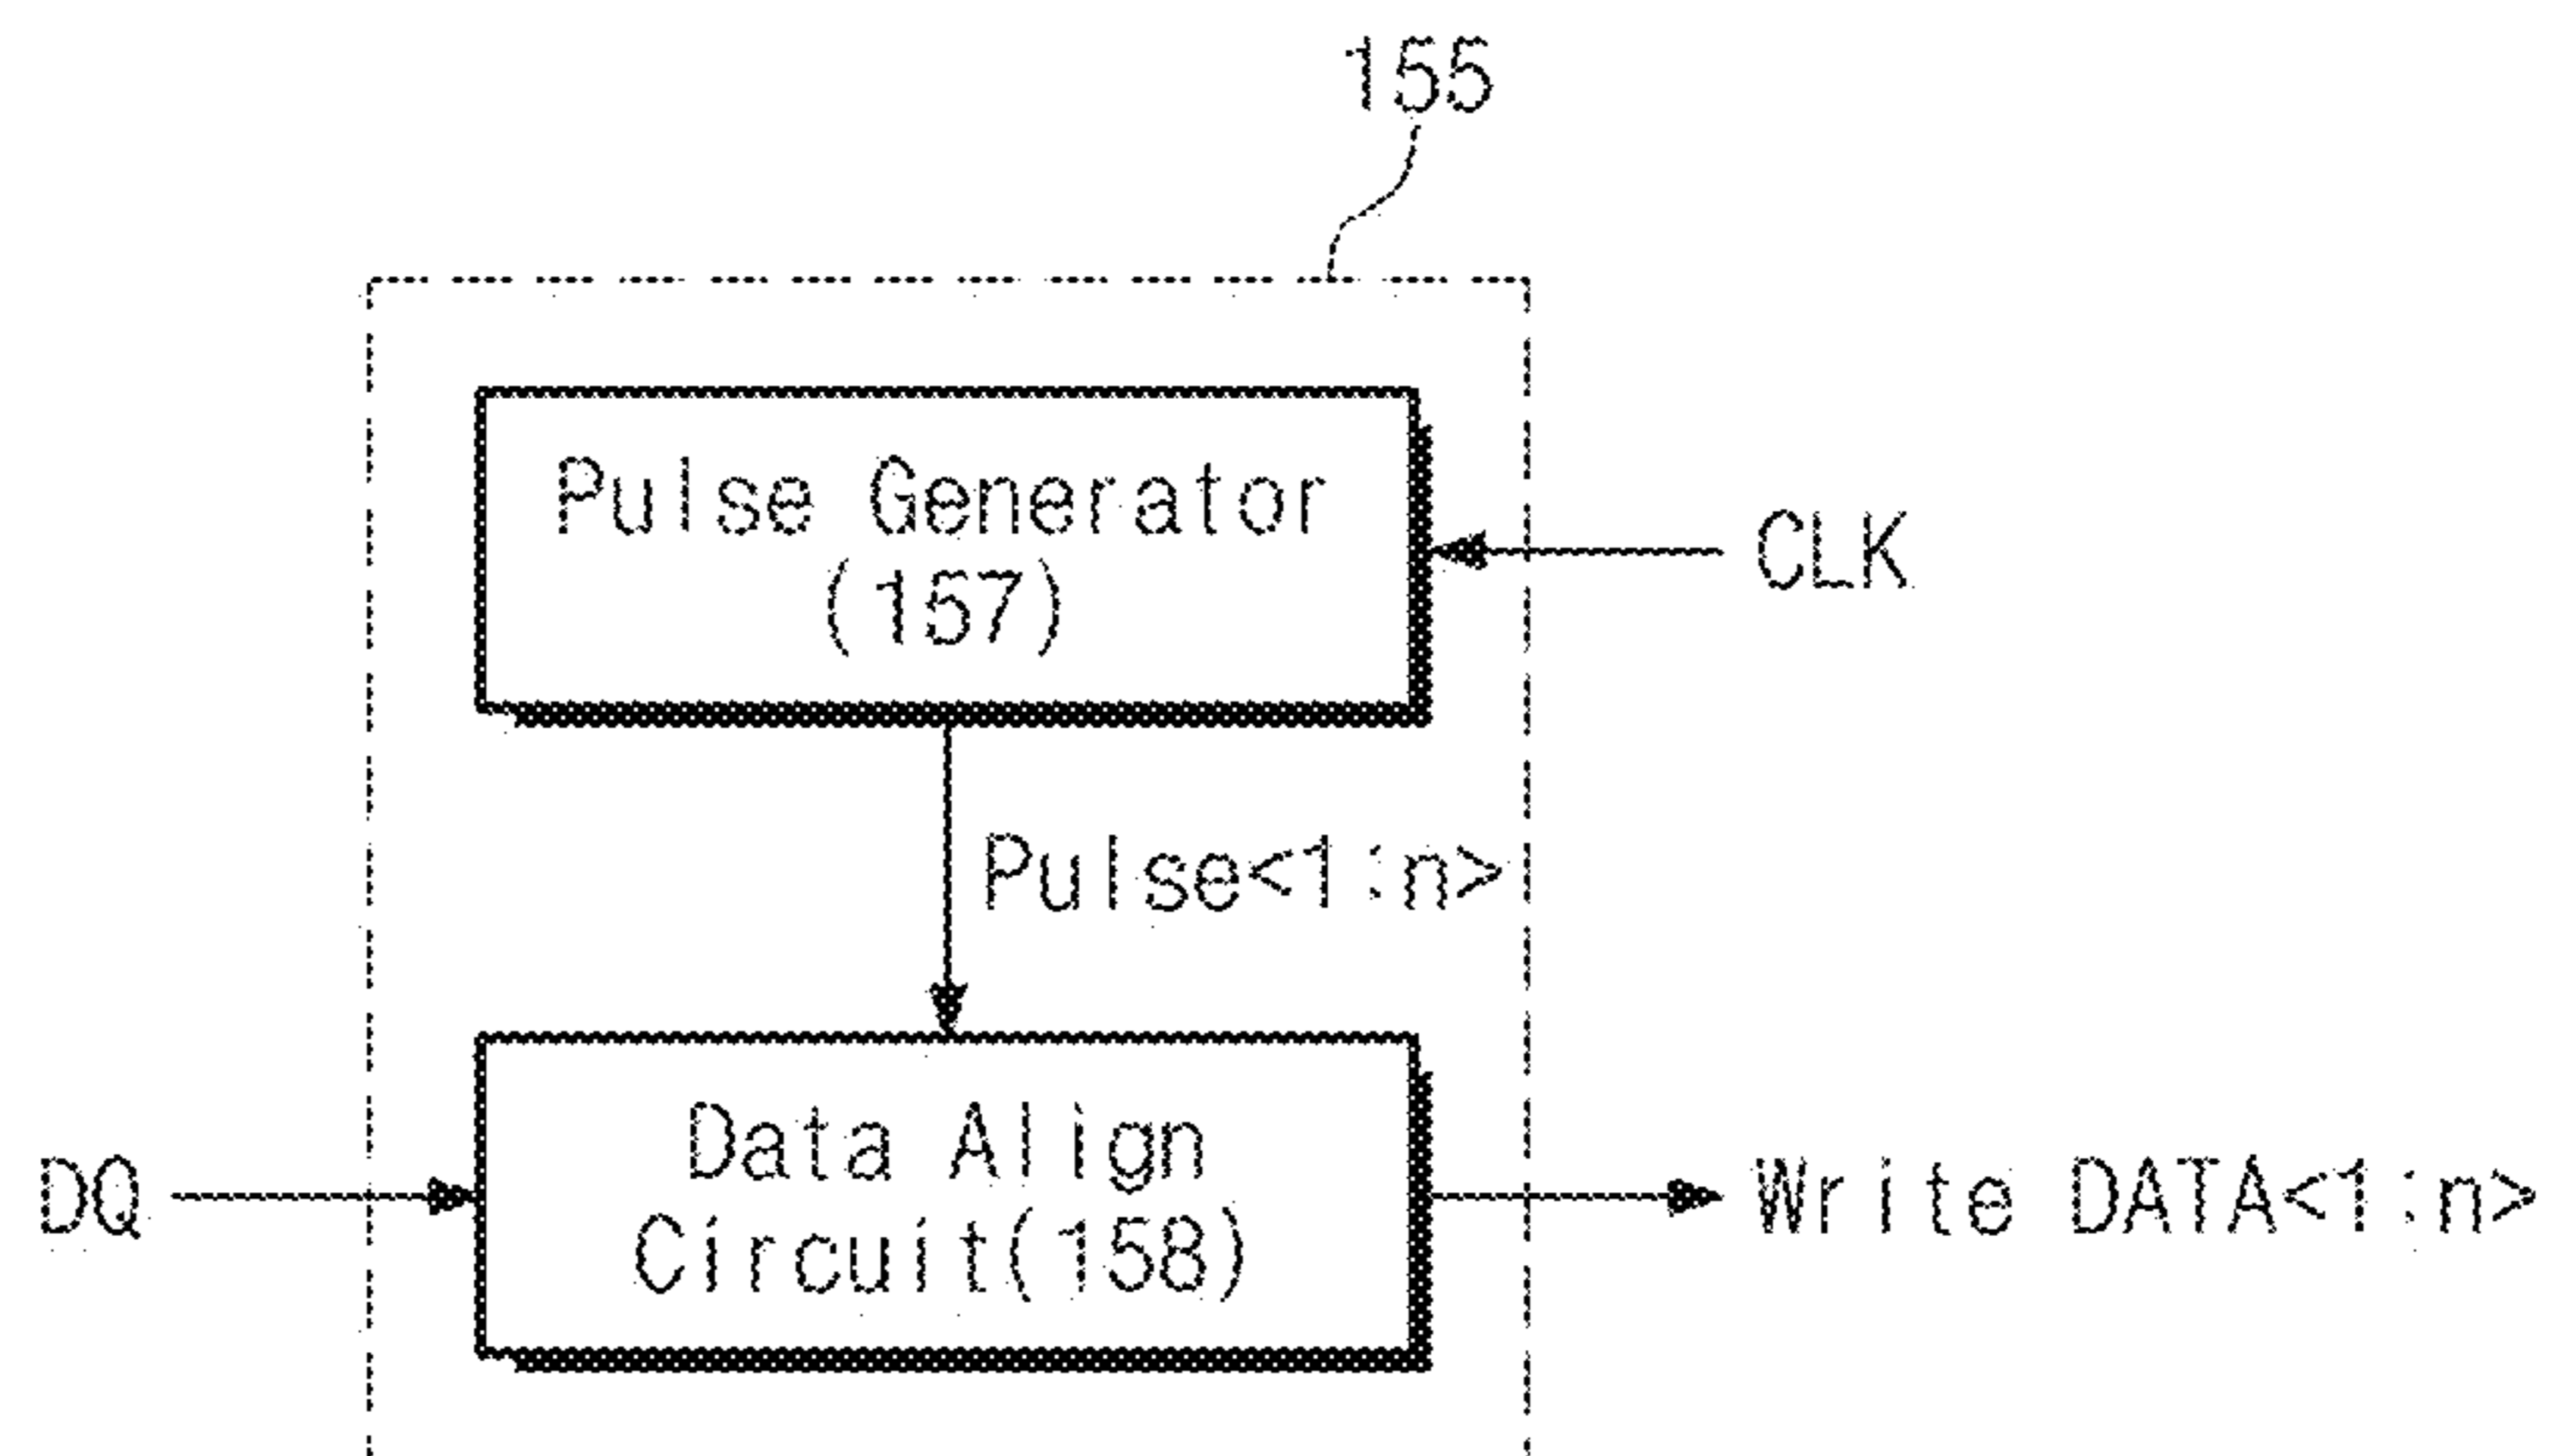 155
Pulse Generator
(157)
CLK
Pulse<1:n>
Data Align
Circuit(158)
DQ
Write DATA<1:n>